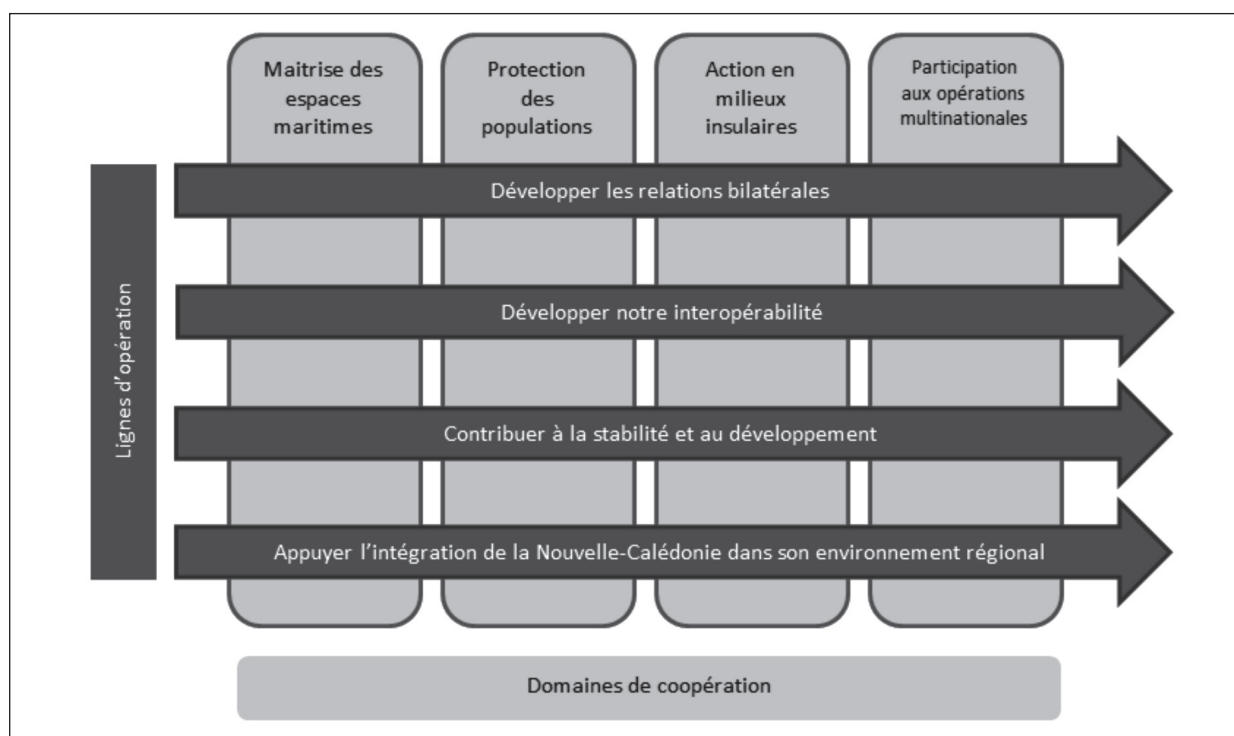 Maitrise des
espaces
maritimes
Protection
des
populations
Action en
milieux
insulaires
Participation
aux opérations
multinationales
Lignes d'opération
Développer les relations bilatérales
Développer notre interopérabilité
Contribuer à la stabilité et au développement
Appuyer l'intégration de la Nouvelle-Calédonie dans son environnement régional
Domaines de coopération